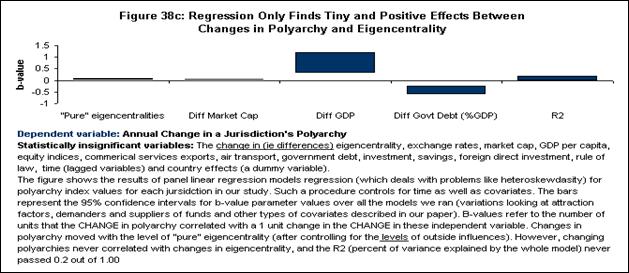 Figure 38c: Regression Only Finds Tiny and Positive Effects Between
Changes in Polyarchy and Eigencentrality
b-value
1.5
1
0.5
0
-0.5
-1
"Pure" eigencentralities Diff Market Cap Diff GDP Diff Govt Debt (%GDP) R2
Dependent variable: Annual Change in a Jurisdiction's Polyarchy
Statistically insignificant variables: The change in (ie differences) eigencentrality, exchange rates, market cap, GDP per capita,
equity indices, commerical services exports, air transport, government debt, investment, savings, foreign direct investment, rule of
law, time (lagged variables) and country effects (a dummy variable).
The figure shows the results of panel linear regression models regression (which deals with problems like heteroskewdasity) for
polyarchy index values for each jursidction in our study. Such a procedure controls for time as well as covariates. The bars
represent the 95% confidence intervals for b-value parameter values over all the models we ran (variations looking at attraction
factors, demanders and suppliers of funds and other types of covariates described in our paper). B-values refer to the number of
units that the CHANGE in polyarchy correlated with a 1 unit change in the CHANGE in these independent variable. Changes in
polyarchy moved with the level of "pure" eigencentrality (after controlling for the levels of outside influences). However, changing
polyarchies never correlated with changes in eigencentrality, and the R2 (percent of variance explained by the whole model) never
passed 0.2 out of 1.00